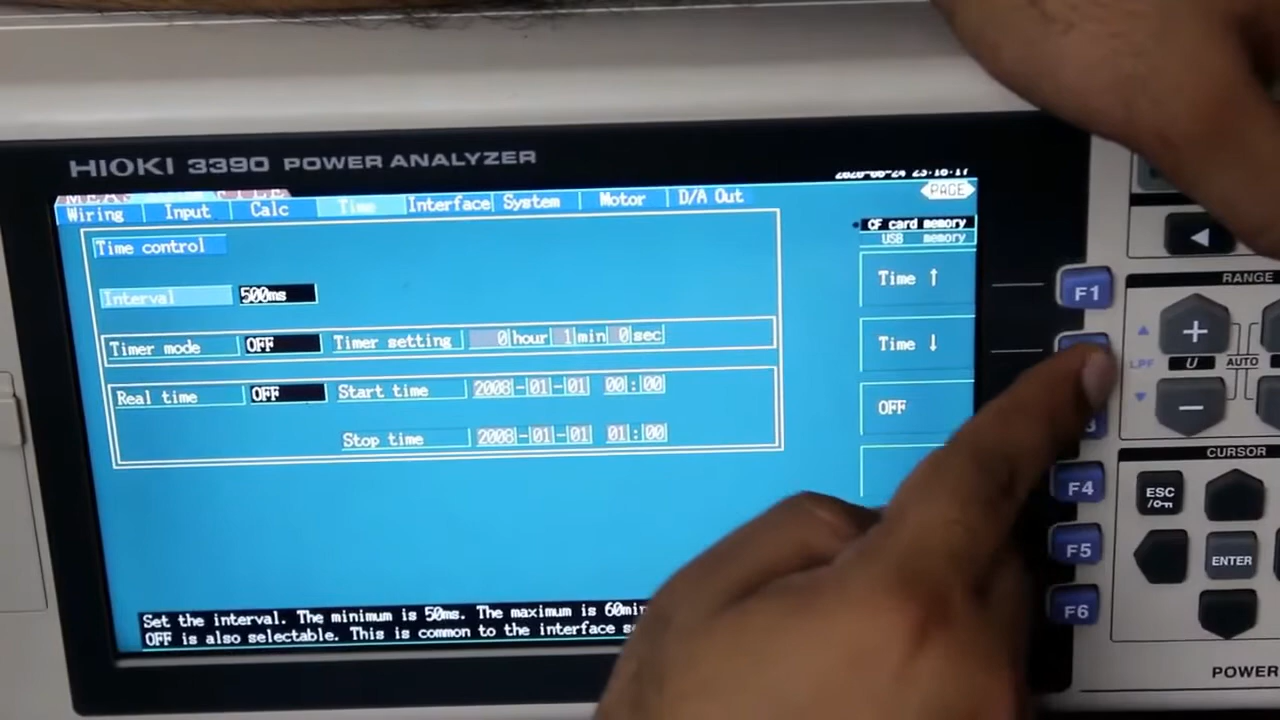 HIOKI 3390 POWER ANALYZER
PAGE
Wiring Input Calc Time Interface System Motor D/A Out
CF card memory
USB memory
Time control
Interval 500ms
Time ↑
Timer mode OFF Timer setting 0 hour 1 min 0 sec
Time ↓
Real time OFF Start time 2008-01-01 00:00
OFF
Stop time 2008-01-01 01:00
Set the interval. The minimum is 50ms. The maximum is 60min
OFF is also selectable. This is common to the interface
F1
F4
F5
F6
RANGE
+
U
AUTO
LPF
−
CURSOR
ESC
ENTER
POWER